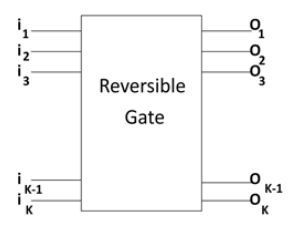 i1 O1
i2 O2
i3 O3
Reversible
Gate
iK-1 OK-1
iK OK